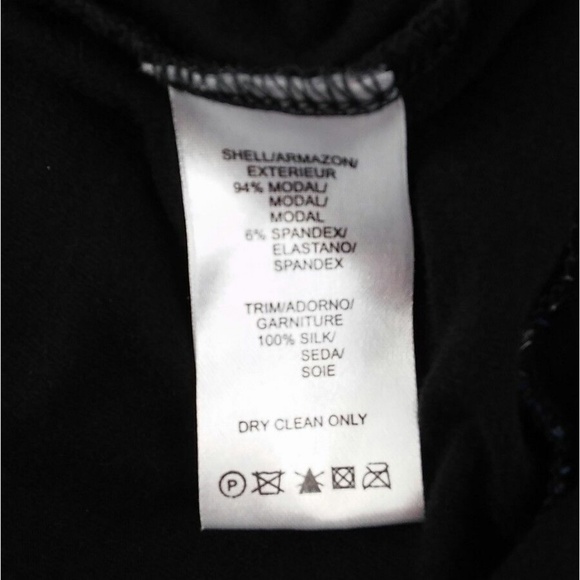 SHELL/ARMAZON/
EXTERIEUR
94% MODAL/
MODAL/
MODAL
6% SPANDEX/
ELASTANO/
SPANDEX
TRIM/ADORNO/
GARNITURE
100% SILK/
SEDA/
SOIE
DRY CLEAN ONLY
P